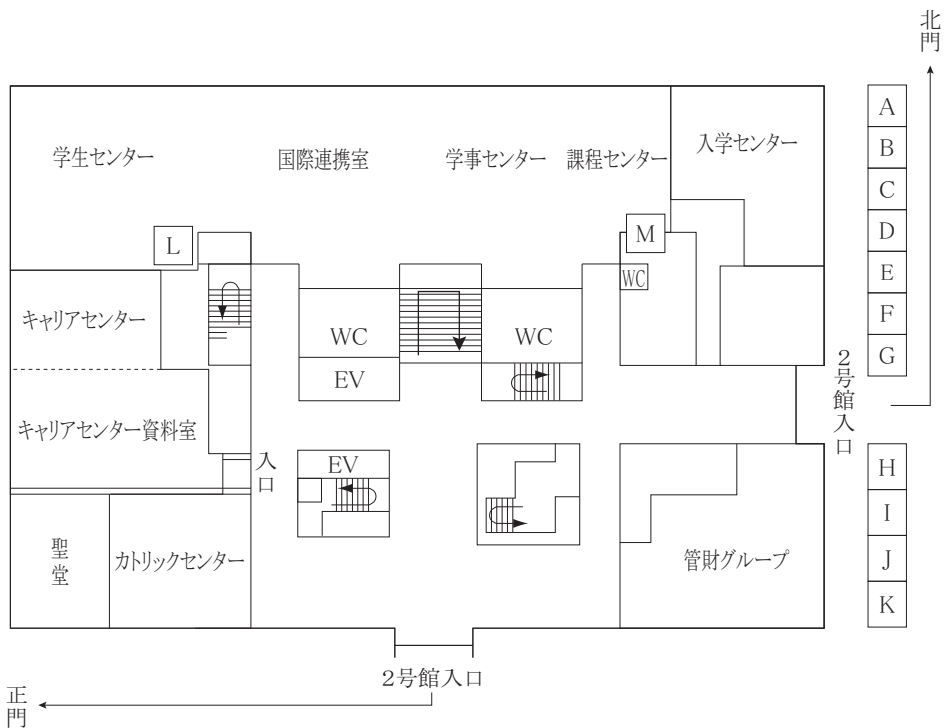 北門
A
B
C
D
E
F
G
学生センター
国際連携室
学事センター
課程センター
入学センター
L
M
WC
キャリアセンター
WC
WC
EV
2号館入口
キャリアセンター資料室
入口
EV
H
I
J
K
聖堂
カトリックセンター
管財グループ
2号館入口
正門